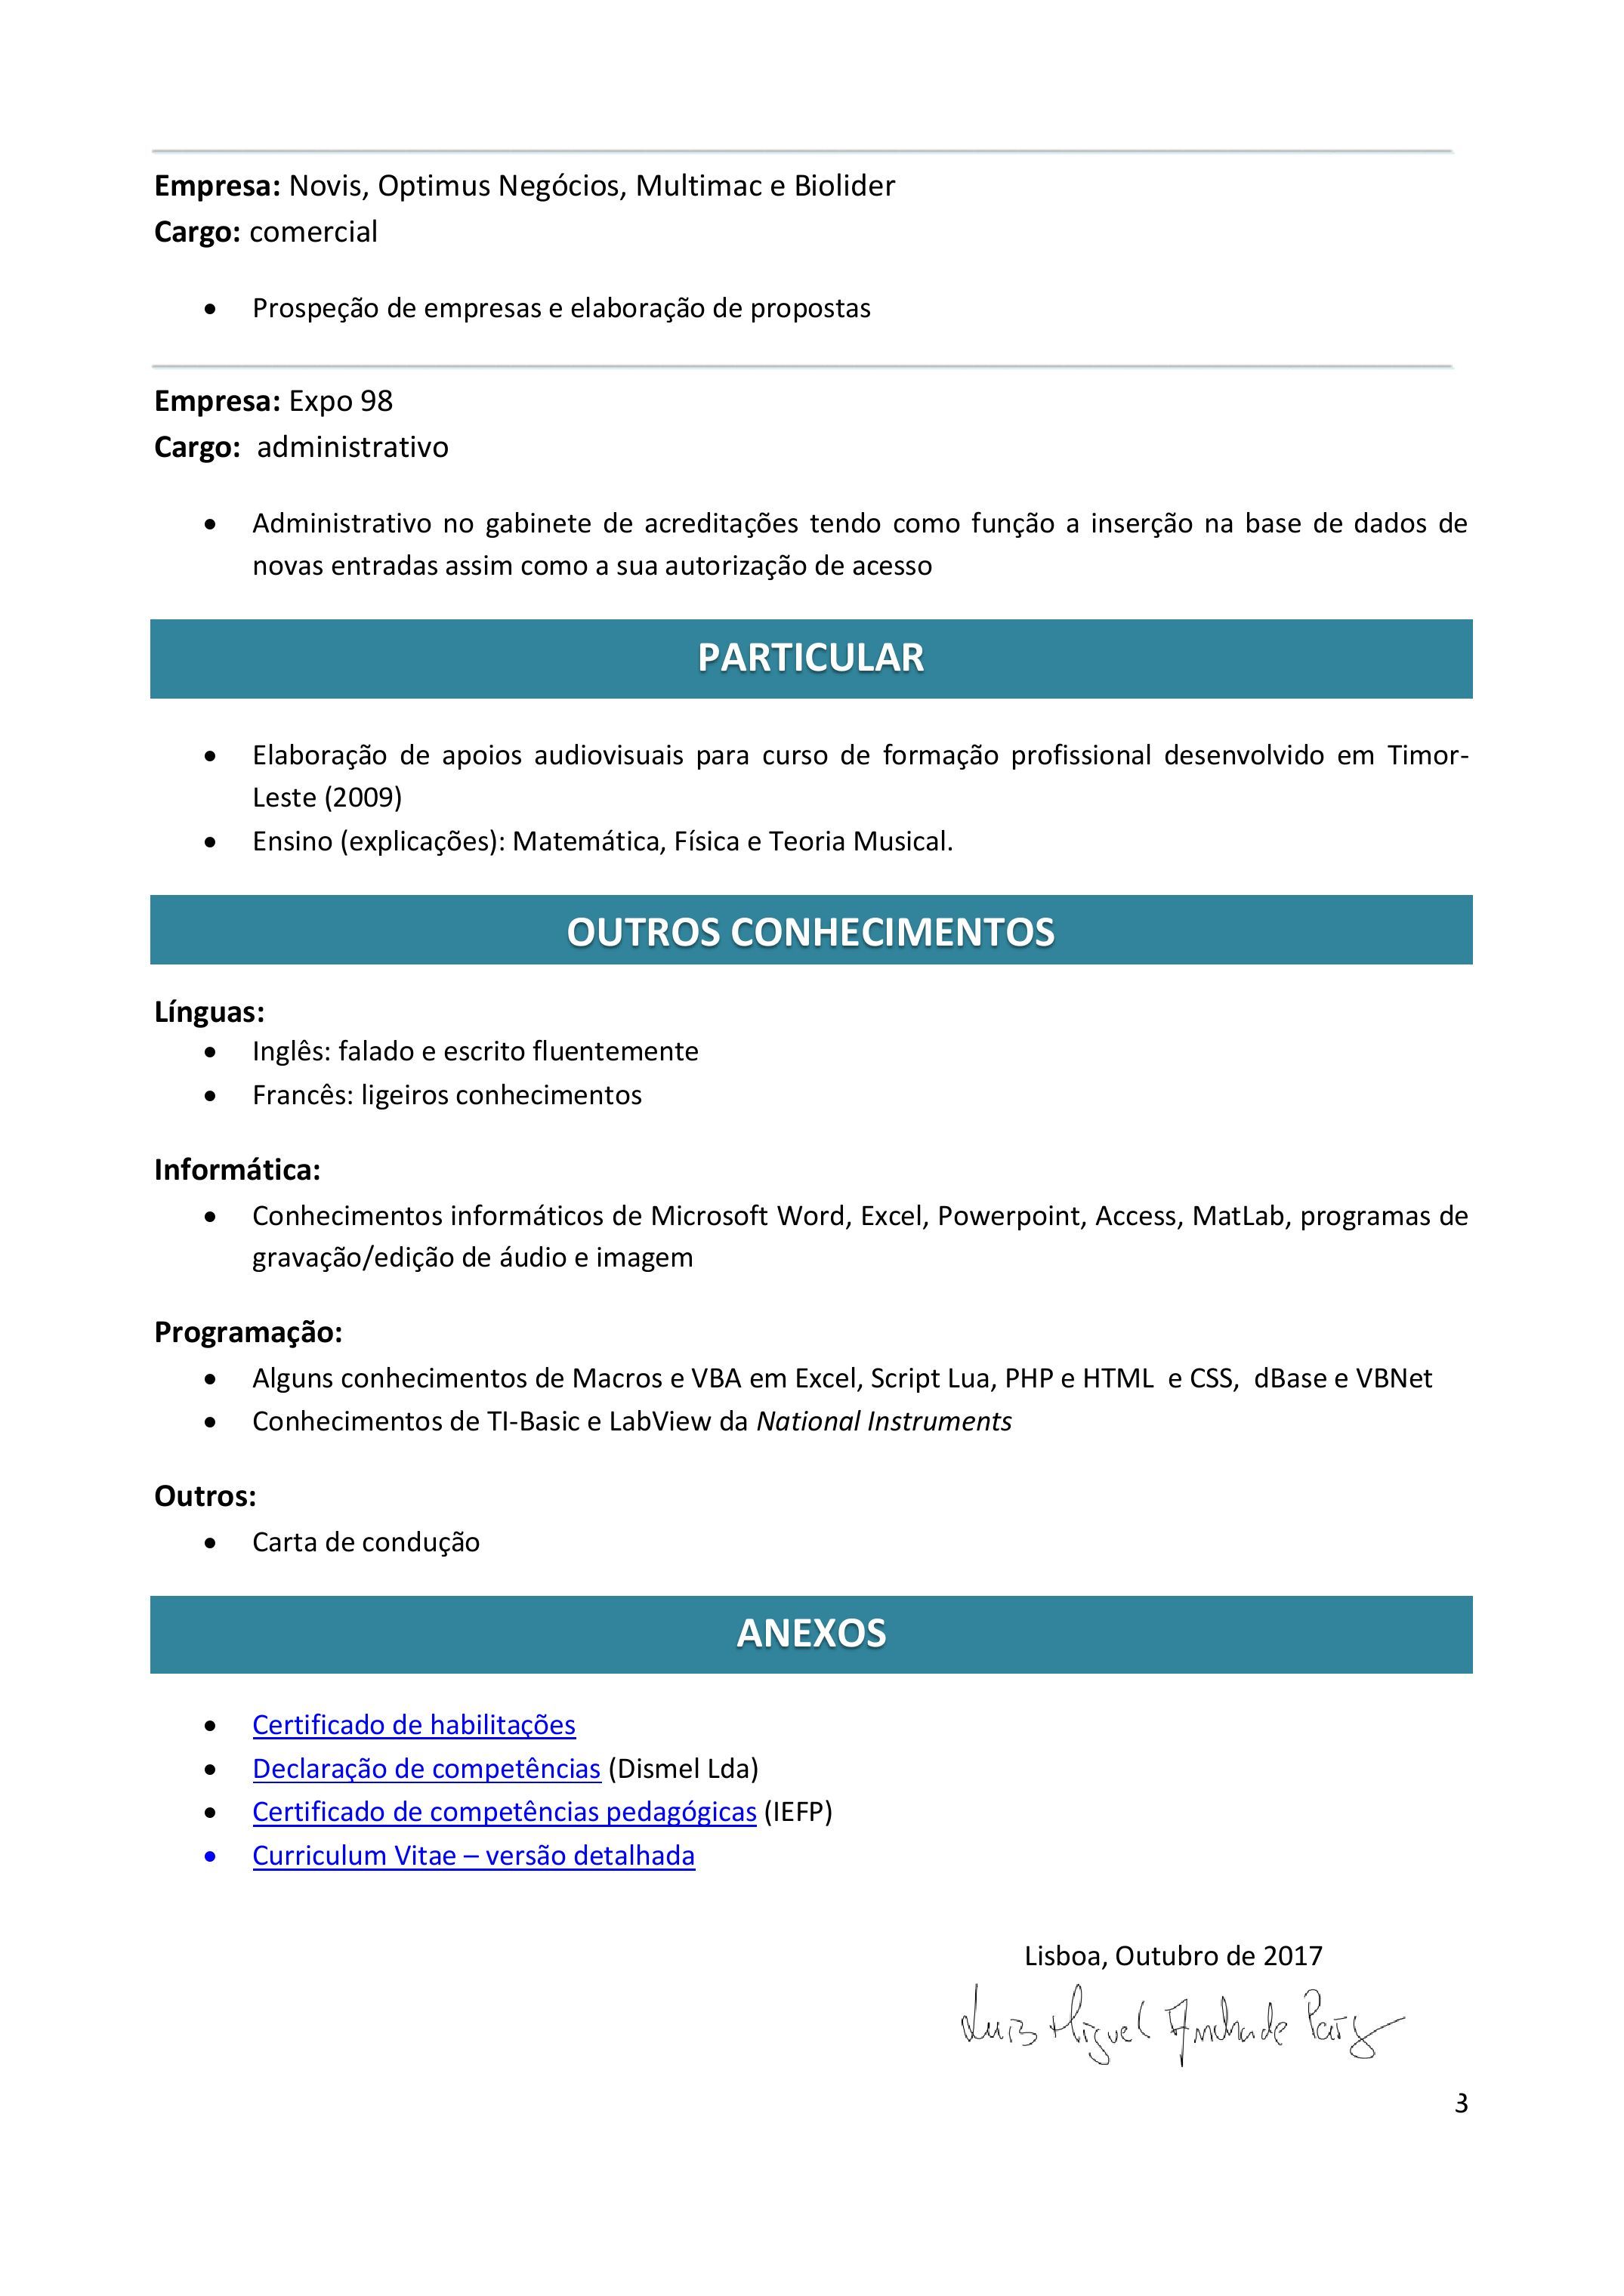 Empresa: Novis, Optimus Negócios, Multimac e Biolider
Cargo: comercial
• Prospeção de empresas e elaboração de propostas
Empresa: Expo 98
Cargo:  administrativo
• Administrativo no gabinete de acreditações tendo como função a inserção na base de dados de
novas entradas assim como a sua autorização de acesso
PARTICULAR
• Elaboração de apoios audiovisuais para curso de formação profissional desenvolvido em Timor-
Leste (2009)
• Ensino (explicações): Matemática, Física e Teoria Musical.
OUTROS CONHECIMENTOS
Línguas:
• Inglês: falado e escrito fluentemente
• Francês: ligeiros conhecimentos
Informática:
• Conhecimentos informáticos de Microsoft Word, Excel, Powerpoint, Access, MatLab, programas de
gravação/edição de áudio e imagem
Programação:
• Alguns conhecimentos de Macros e VBA em Excel, Script Lua, PHP e HTML  e CSS,  dBase e VBNet
• Conhecimentos de TI-Basic e LabView da National Instruments
Outros:
• Carta de condução
ANEXOS
• Certificado de habilitações
• Declaração de competências (Dismel Lda)
• Certificado de competências pedagógicas (IEFP)
• Curriculum Vitae – versão detalhada
Lisboa, Outubro de 2017
Miguel Andrade
3